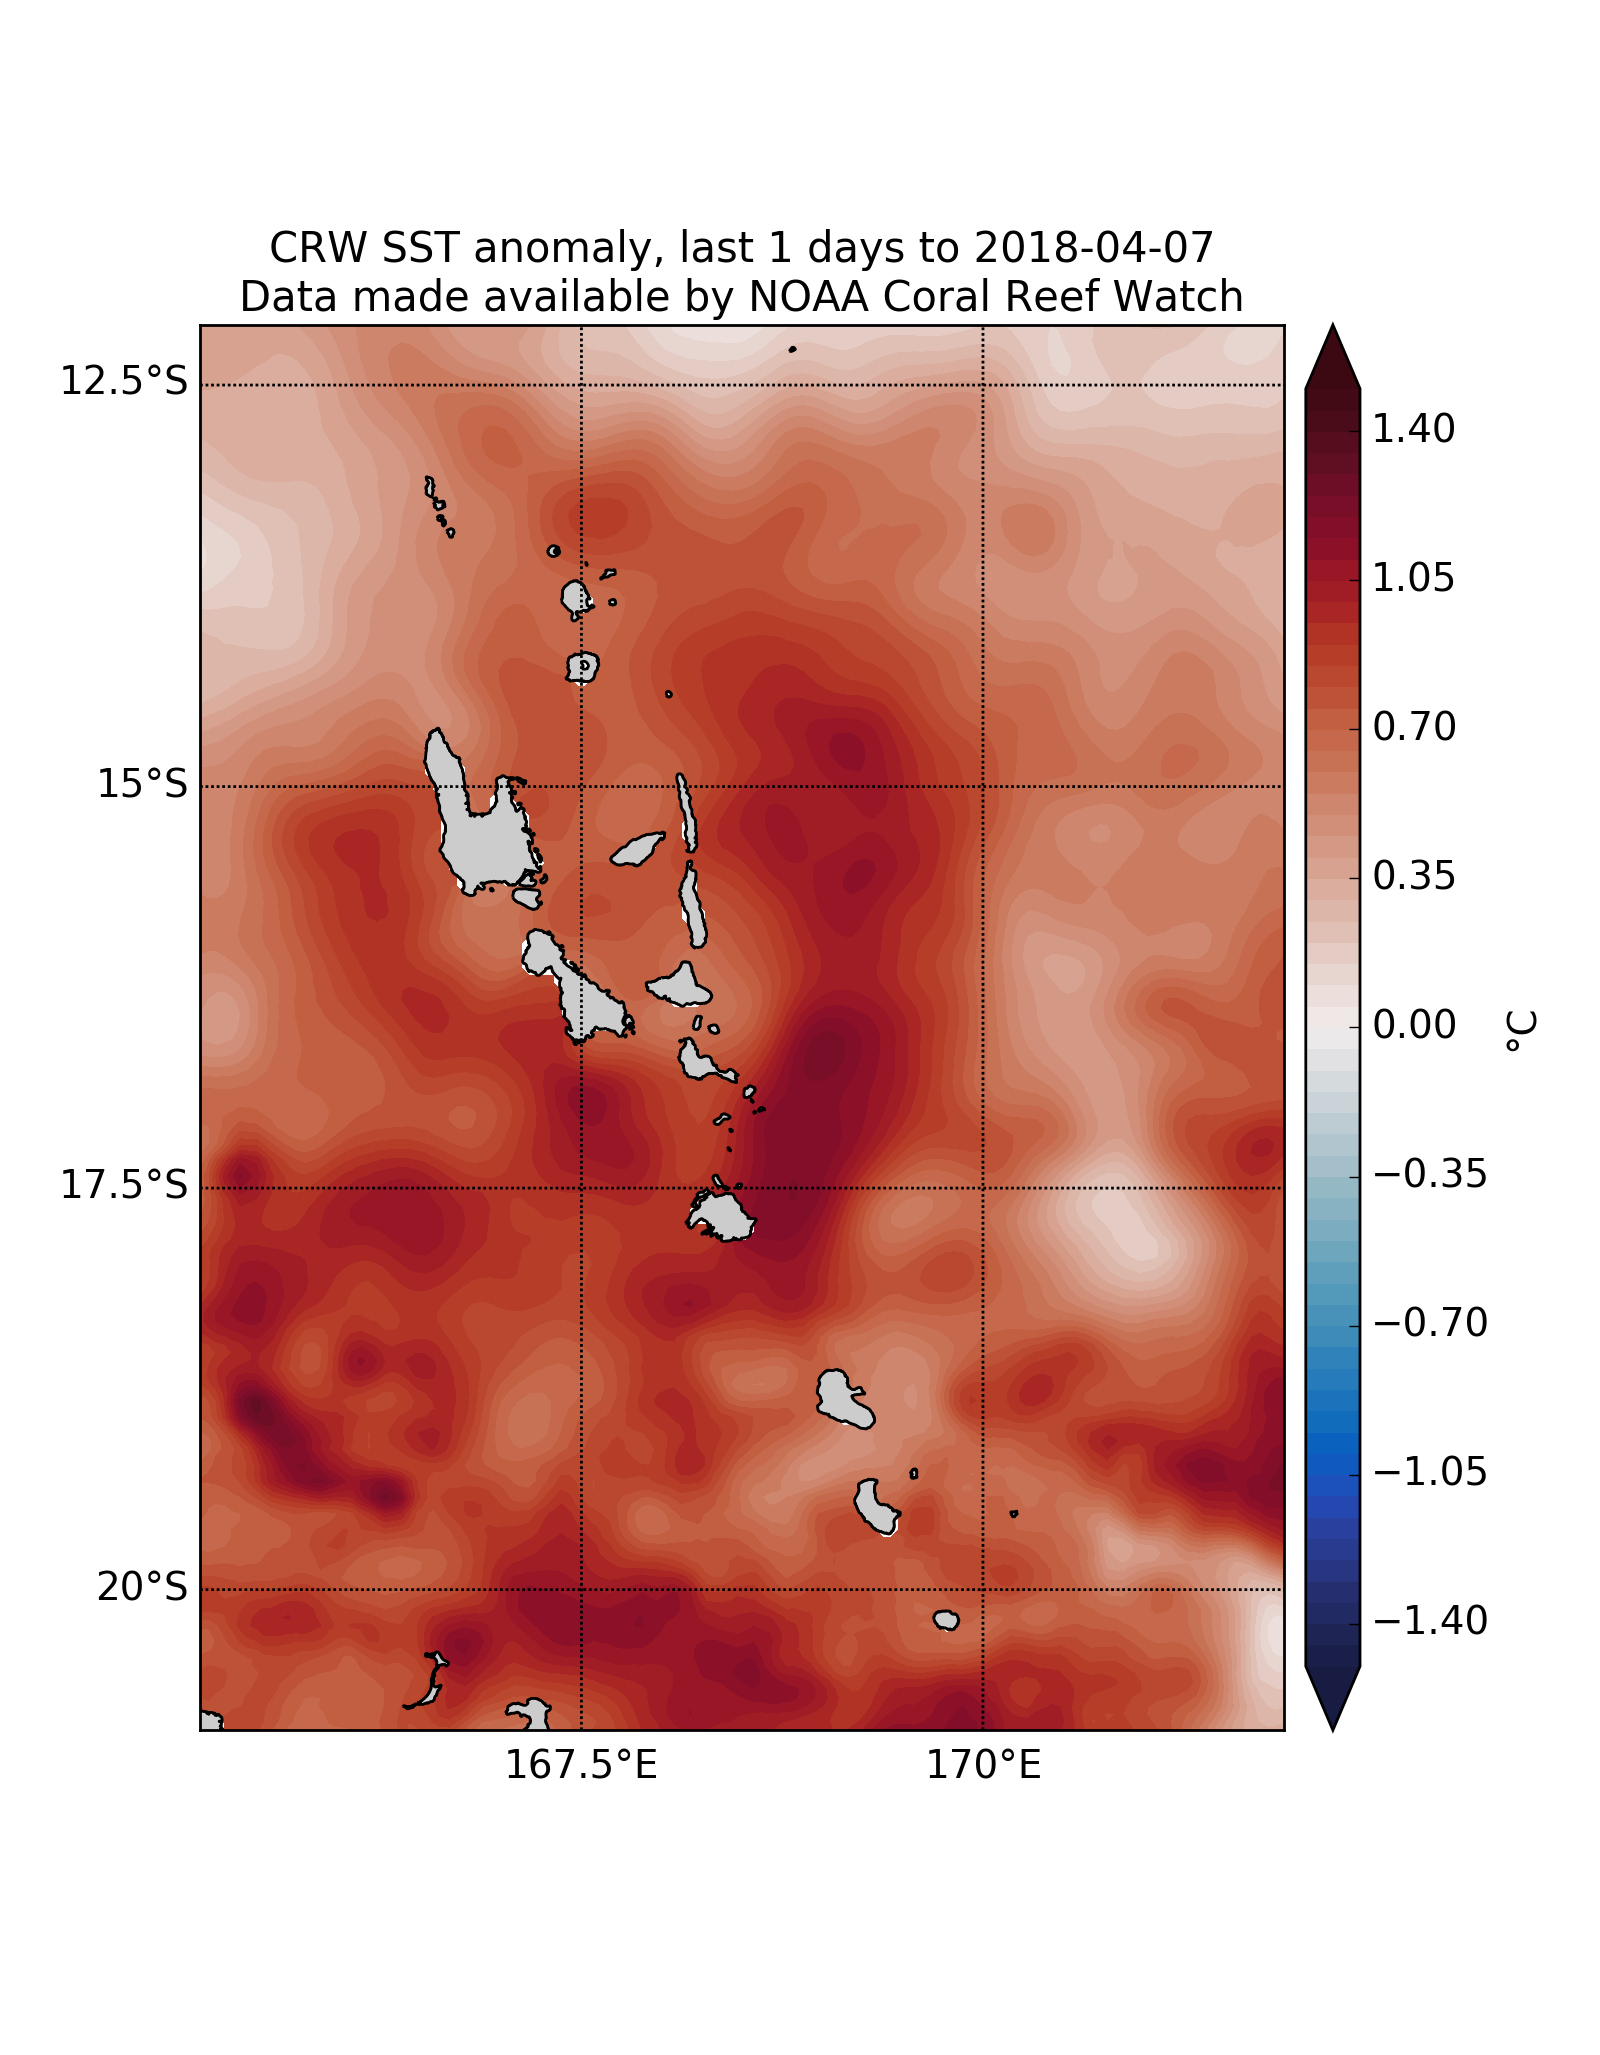 CRW SST anomaly, last 1 days to 2018-04-07
Data made available by NOAA Coral Reef Watch
12.5°S
15°S
17.5°S
20°S
167.5°E
170°E
1.40
1.05
0.70
0.35
0.00
−0.35
−0.70
−1.05
−1.40
°C